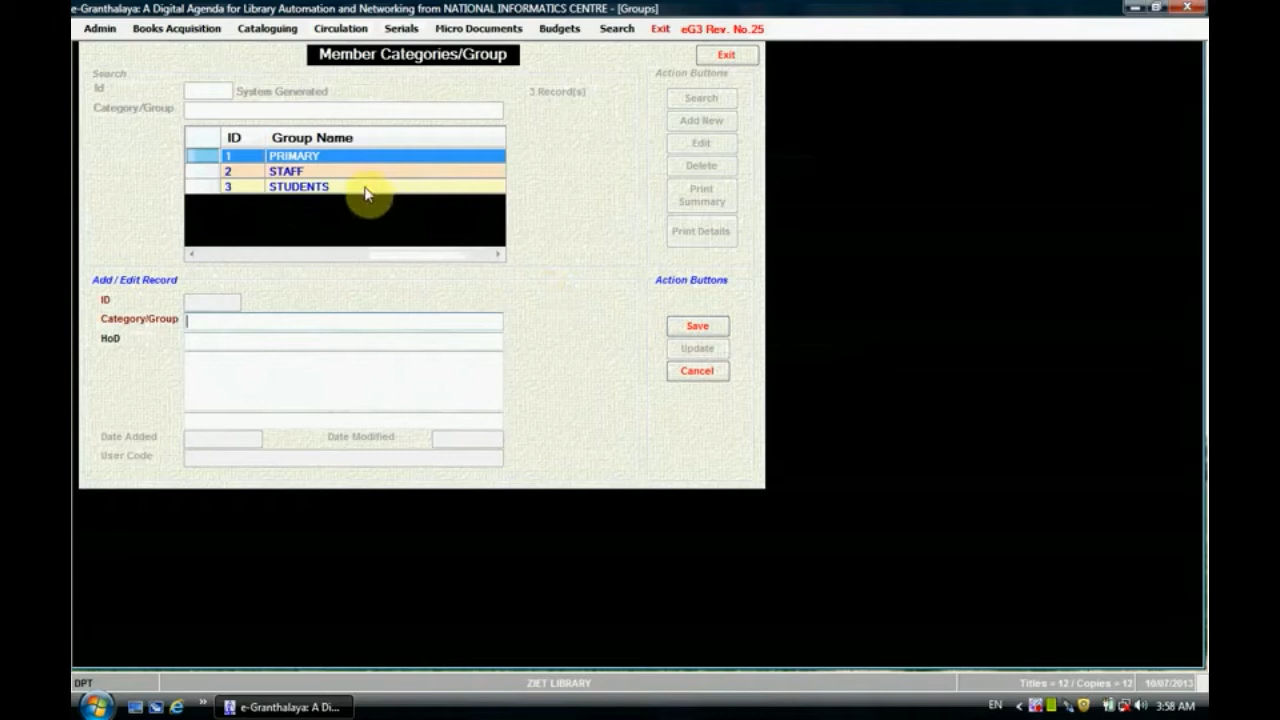 e-Granthalaya: A Digital Agenda for Library Automation and Networking from NATIONAL INFORMATICS CENTRE - [Groups]
Admin Books Acquisition Cataloguing Circulation Serials Micro Documents Budgets Search Exit eG3 Rev. No.25
Member Categories/Group
Exit
Search
Action Buttons
Id System Generated 3 Record(s)
Category/Group
Search
Add New
Edit
Delete
Print Summary
Print Details
ID Group Name
1 PRIMARY
2 STAFF
3 STUDENTS
Add / Edit Record
Action Buttons
ID
Category/Group
HoD
Save
Update
Cancel
Date Added Date Modified
User Code
DPT ZIET LIBRARY Titles = 12 / Copies = 12 10/07/2013
e-Granthalaya: A Di... EN 3:58 AM